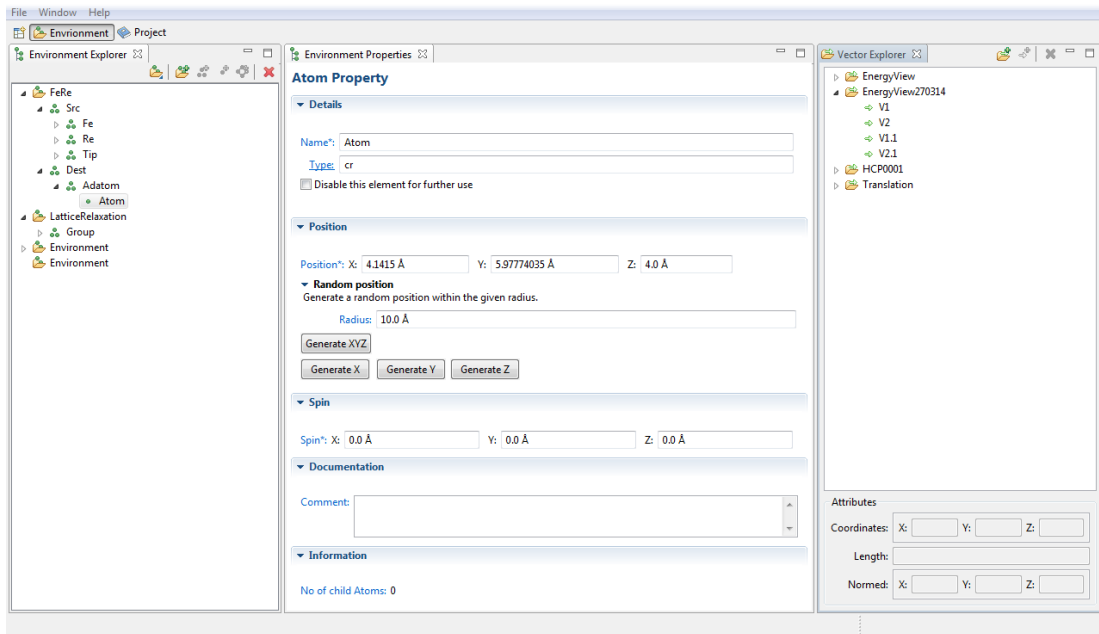 File Window Help
Envrionment Project
Environment Explorer
FeRe
Src
Fe
Re
Tip
Dest
Adatom
Atom
LatticeRelaxation
Group
Environment
Environment
Environment Properties
Atom Property
Details
Name*: Atom
Type: cr
Disable this element for further use
Position
Position*: X: 4.1415 Å Y: 5.97774035 Å Z: 4.0 Å
Random position
Generate a random position within the given radius.
Radius: 10.0 Å
Generate XYZ
Generate X Generate Y Generate Z
Spin
Spin*: X: 0.0 Å Y: 0.0 Å Z: 0.0 Å
Documentation
Comment:
Information
No of child Atoms: 0
Vector Explorer
EnergyView
EnergyView270314
V1
V2
V1.1
V2.1
HCP0001
Translation
Attributes
Coordinates: X: Y: Z:
Length:
Normed: X: Y: Z: